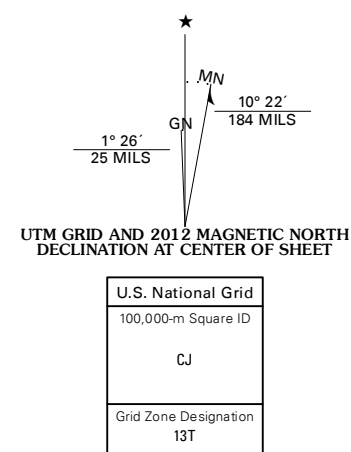 ★
MN
10° 22´
184 MILS
GN
1° 26´
25 MILS
UTM GRID AND 2012 MAGNETIC NORTH
DECLINATION AT CENTER OF SHEET
U.S. National Grid
100,000-m Square ID
CJ
Grid Zone Designation
13T